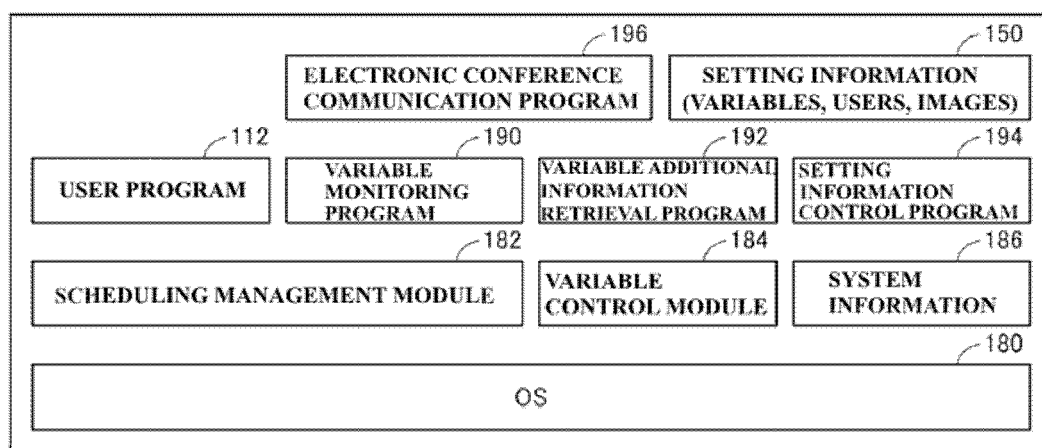 196
150
ELECTRONIC CONFERENCE
COMMUNICATION PROGRAM
SETTING INFORMATION
(VARIABLES, USERS, IMAGES)
112
190
192
194
USER PROGRAM
VARIABLE
MONITORING
PROGRAM
VARIABLE ADDITIONAL
INFORMATION
RETRIEVAL PROGRAM
SETTING
INFORMATION
CONTROL PROGRAM
182
184
186
SCHEDULING MANAGEMENT MODULE
VARIABLE
CONTROL MODULE
SYSTEM
INFORMATION
180
OS